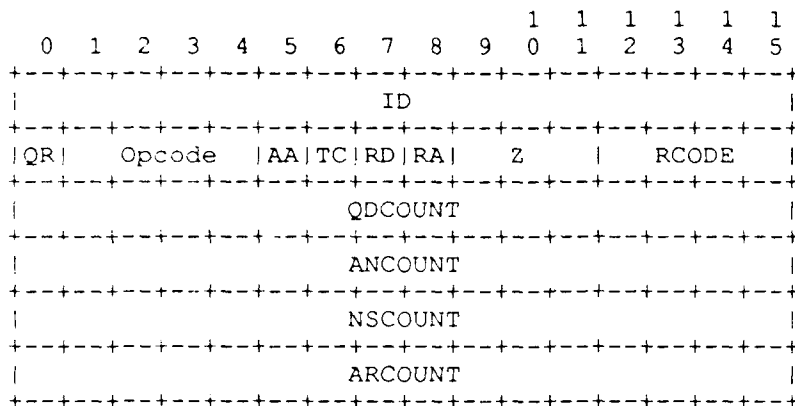 1  1  1  1  1  1
  0  1  2  3  4  5  6  7  8  9  0  1  2  3  4  5
+--+--+--+--+--+--+--+--+--+--+--+--+--+--+--+--+
|                      ID                       |
+--+--+--+--+--+--+--+--+--+--+--+--+--+--+--+--+
|QR|   Opcode  |AA|TC|RD|RA|   Z    |   RCODE   |
+--+--+--+--+--+--+--+--+--+--+--+--+--+--+--+--+
|                    QDCOUNT                    |
+--+--+--+--+--+--+--+--+--+--+--+--+--+--+--+--+
|                    ANCOUNT                    |
+--+--+--+--+--+--+--+--+--+--+--+--+--+--+--+--+
|                    NSCOUNT                    |
+--+--+--+--+--+--+--+--+--+--+--+--+--+--+--+--+
|                    ARCOUNT                    |
+--+--+--+--+--+--+--+--+--+--+--+--+--+--+--+--+